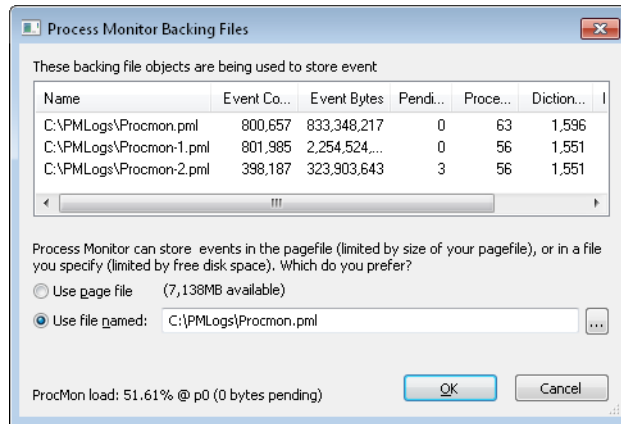 Process Monitor Backing Files
These backing file objects are being used to store event
Name Event Co... Event Bytes Pendi... Proce... Diction...
C:\PMLogs\Procmon.pml 800,657 833,348,217 0 63 1,596
C:\PMLogs\Procmon-1.pml 801,985 2,254,524,... 0 56 1,551
C:\PMLogs\Procmon-2.pml 398,187 323,903,643 3 56 1,551
Process Monitor can store events in the pagefile (limited by size of your pagefile), or in a file
you specify (limited by free disk space). Which do you prefer?
Use page file (7,138MB available)
Use file named: C:\PMLogs\Procmon.pml ...
ProcMon load: 51.61% @ p0 (0 bytes pending) OK Cancel